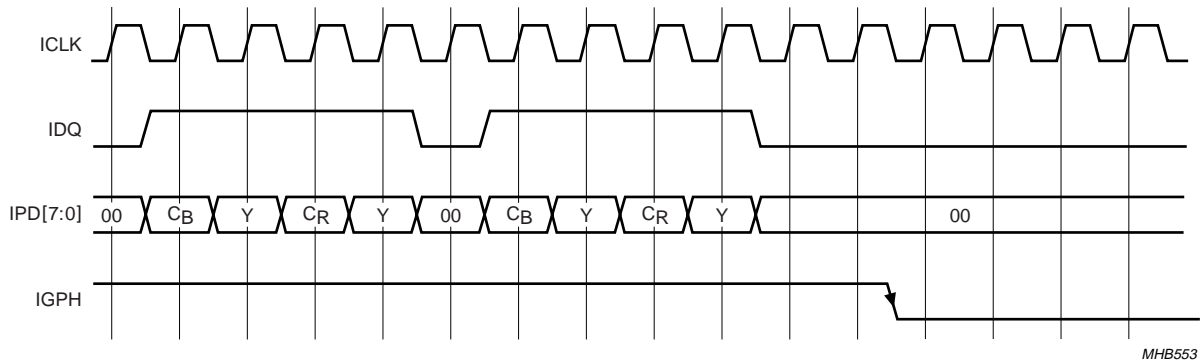 ICLK
IDQ
IPD[7:0] 00 CB Y CR Y 00 CB Y CR Y 00
IGPH
MHB553